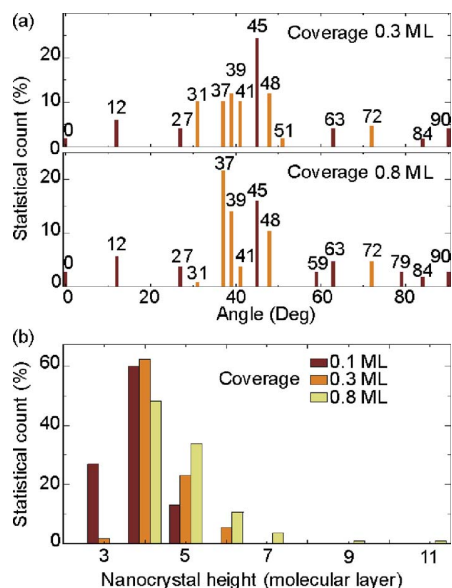 (a)
Coverage 0.3 ML
Statistical count (%)
20
10
0
0
12
27
31
37
39
41
45
48
51
63
72
84
90
Coverage 0.8 ML
Statistical count (%)
20
10
0
0
12
27
31
37
39
41
45
48
59
63
72
79
84
90
0 20 40 60 80
Angle (Deg)
(b)
Statistical count (%)
60
40
20
0
Coverage
0.1 ML
0.3 ML
0.8 ML
3 5 7 9 11
Nanocrystal height (molecular layer)